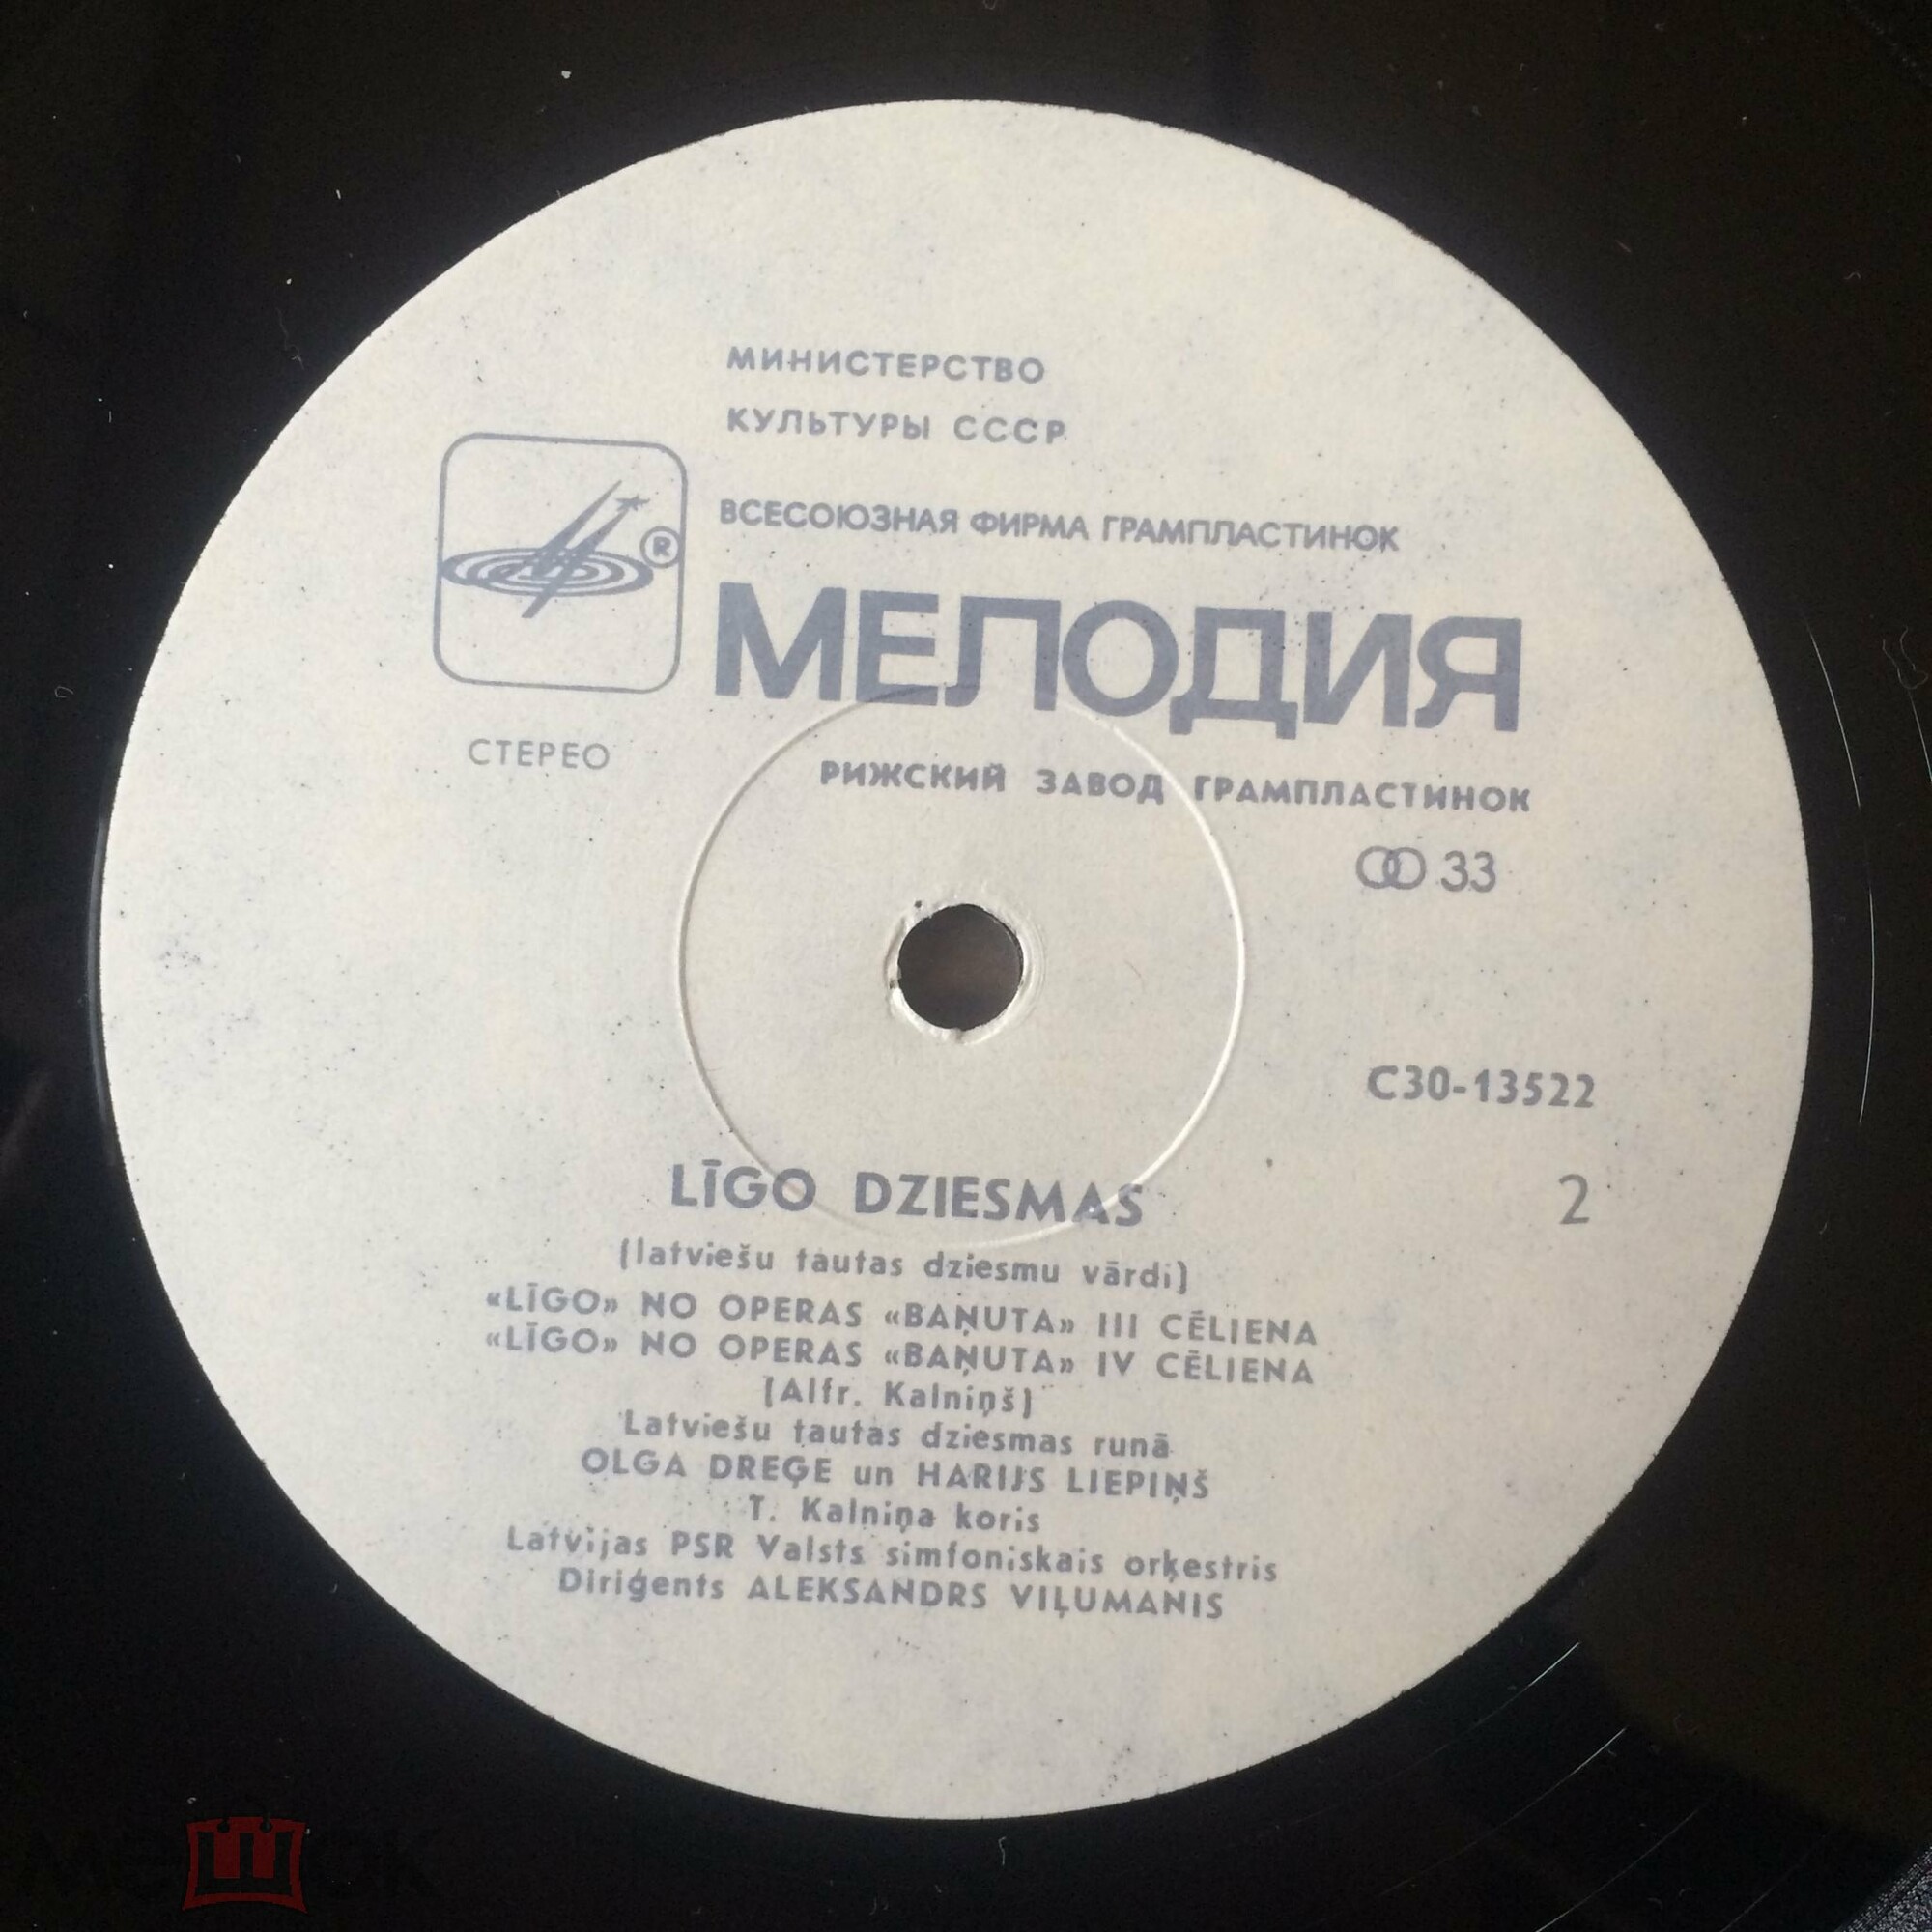 МИНИСТЕРСТВО
КУЛЬТУРЫ СССР
ВСЕСОЮЗНАЯ ФИРМА ГРАМПЛАСТИНОК
®
МЕЛОДИЯ
СТЕРЕО
РИЖСКИЙ ЗАВОД ГРАМПЛАСТИНОК
33
С30-13522
2
LĪGO DZIESMAS
(latviešu tautas dziesmu vārdi)
«LĪGO» NO OPERAS «BAŅUTA» III CĒLIENA
«LĪGO» NO OPERAS «BAŅUTA» IV CĒLIENA
(Alfr. Kalniņš)
Latviešu tautas dziesmas runā
OLGA DREĢE un HARIJS LIEPIŅŠ
T. Kalniņa koris
Latvijas PSR Valsts simfoniskais orķestris
Diriģents ALEKSANDRS VIĻUMANIS
мешок